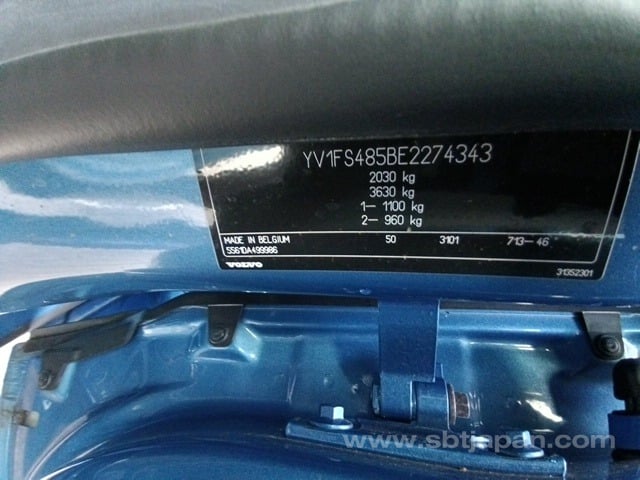 YV1FS485BE2274343
2030 kg
3630 kg
1- 1100 kg
2- 960 kg
MADE IN BELGIUM 50 3101 713-46
5561DA499986
VOLVO 31352301
www.sbtjapan.com